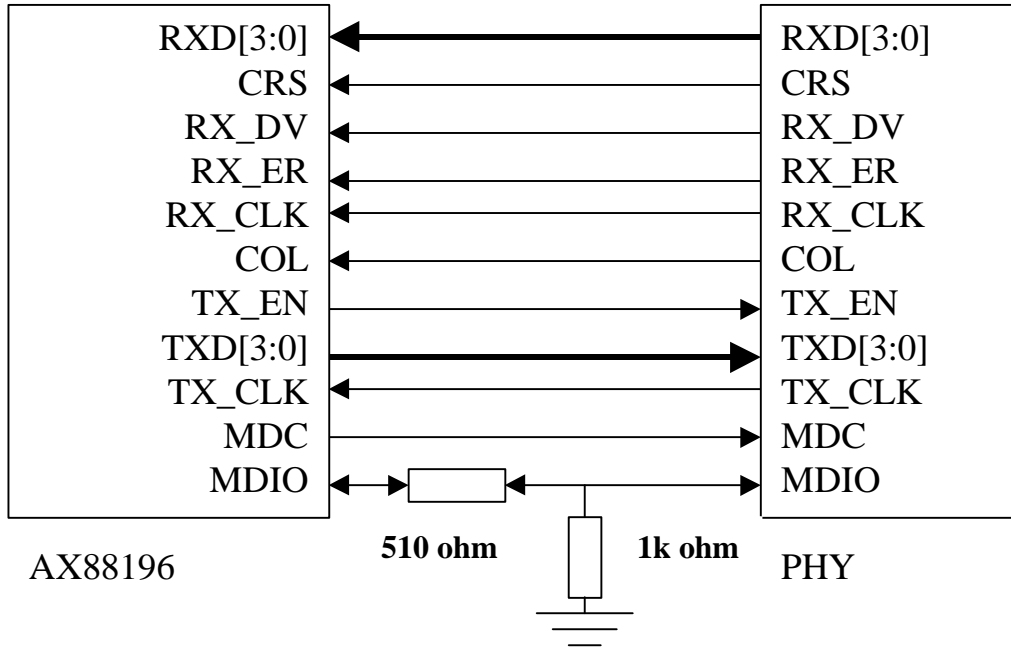 RXD[3:0] RXD[3:0]
CRS CRS
RX_DV RX_DV
RX_ER RX_ER
RX_CLK RX_CLK
COL COL
TX_EN TX_EN
TXD[3:0] TXD[3:0]
TX_CLK TX_CLK
MDC MDC
MDIO MDIO
510 ohm 1k ohm
AX88196 PHY